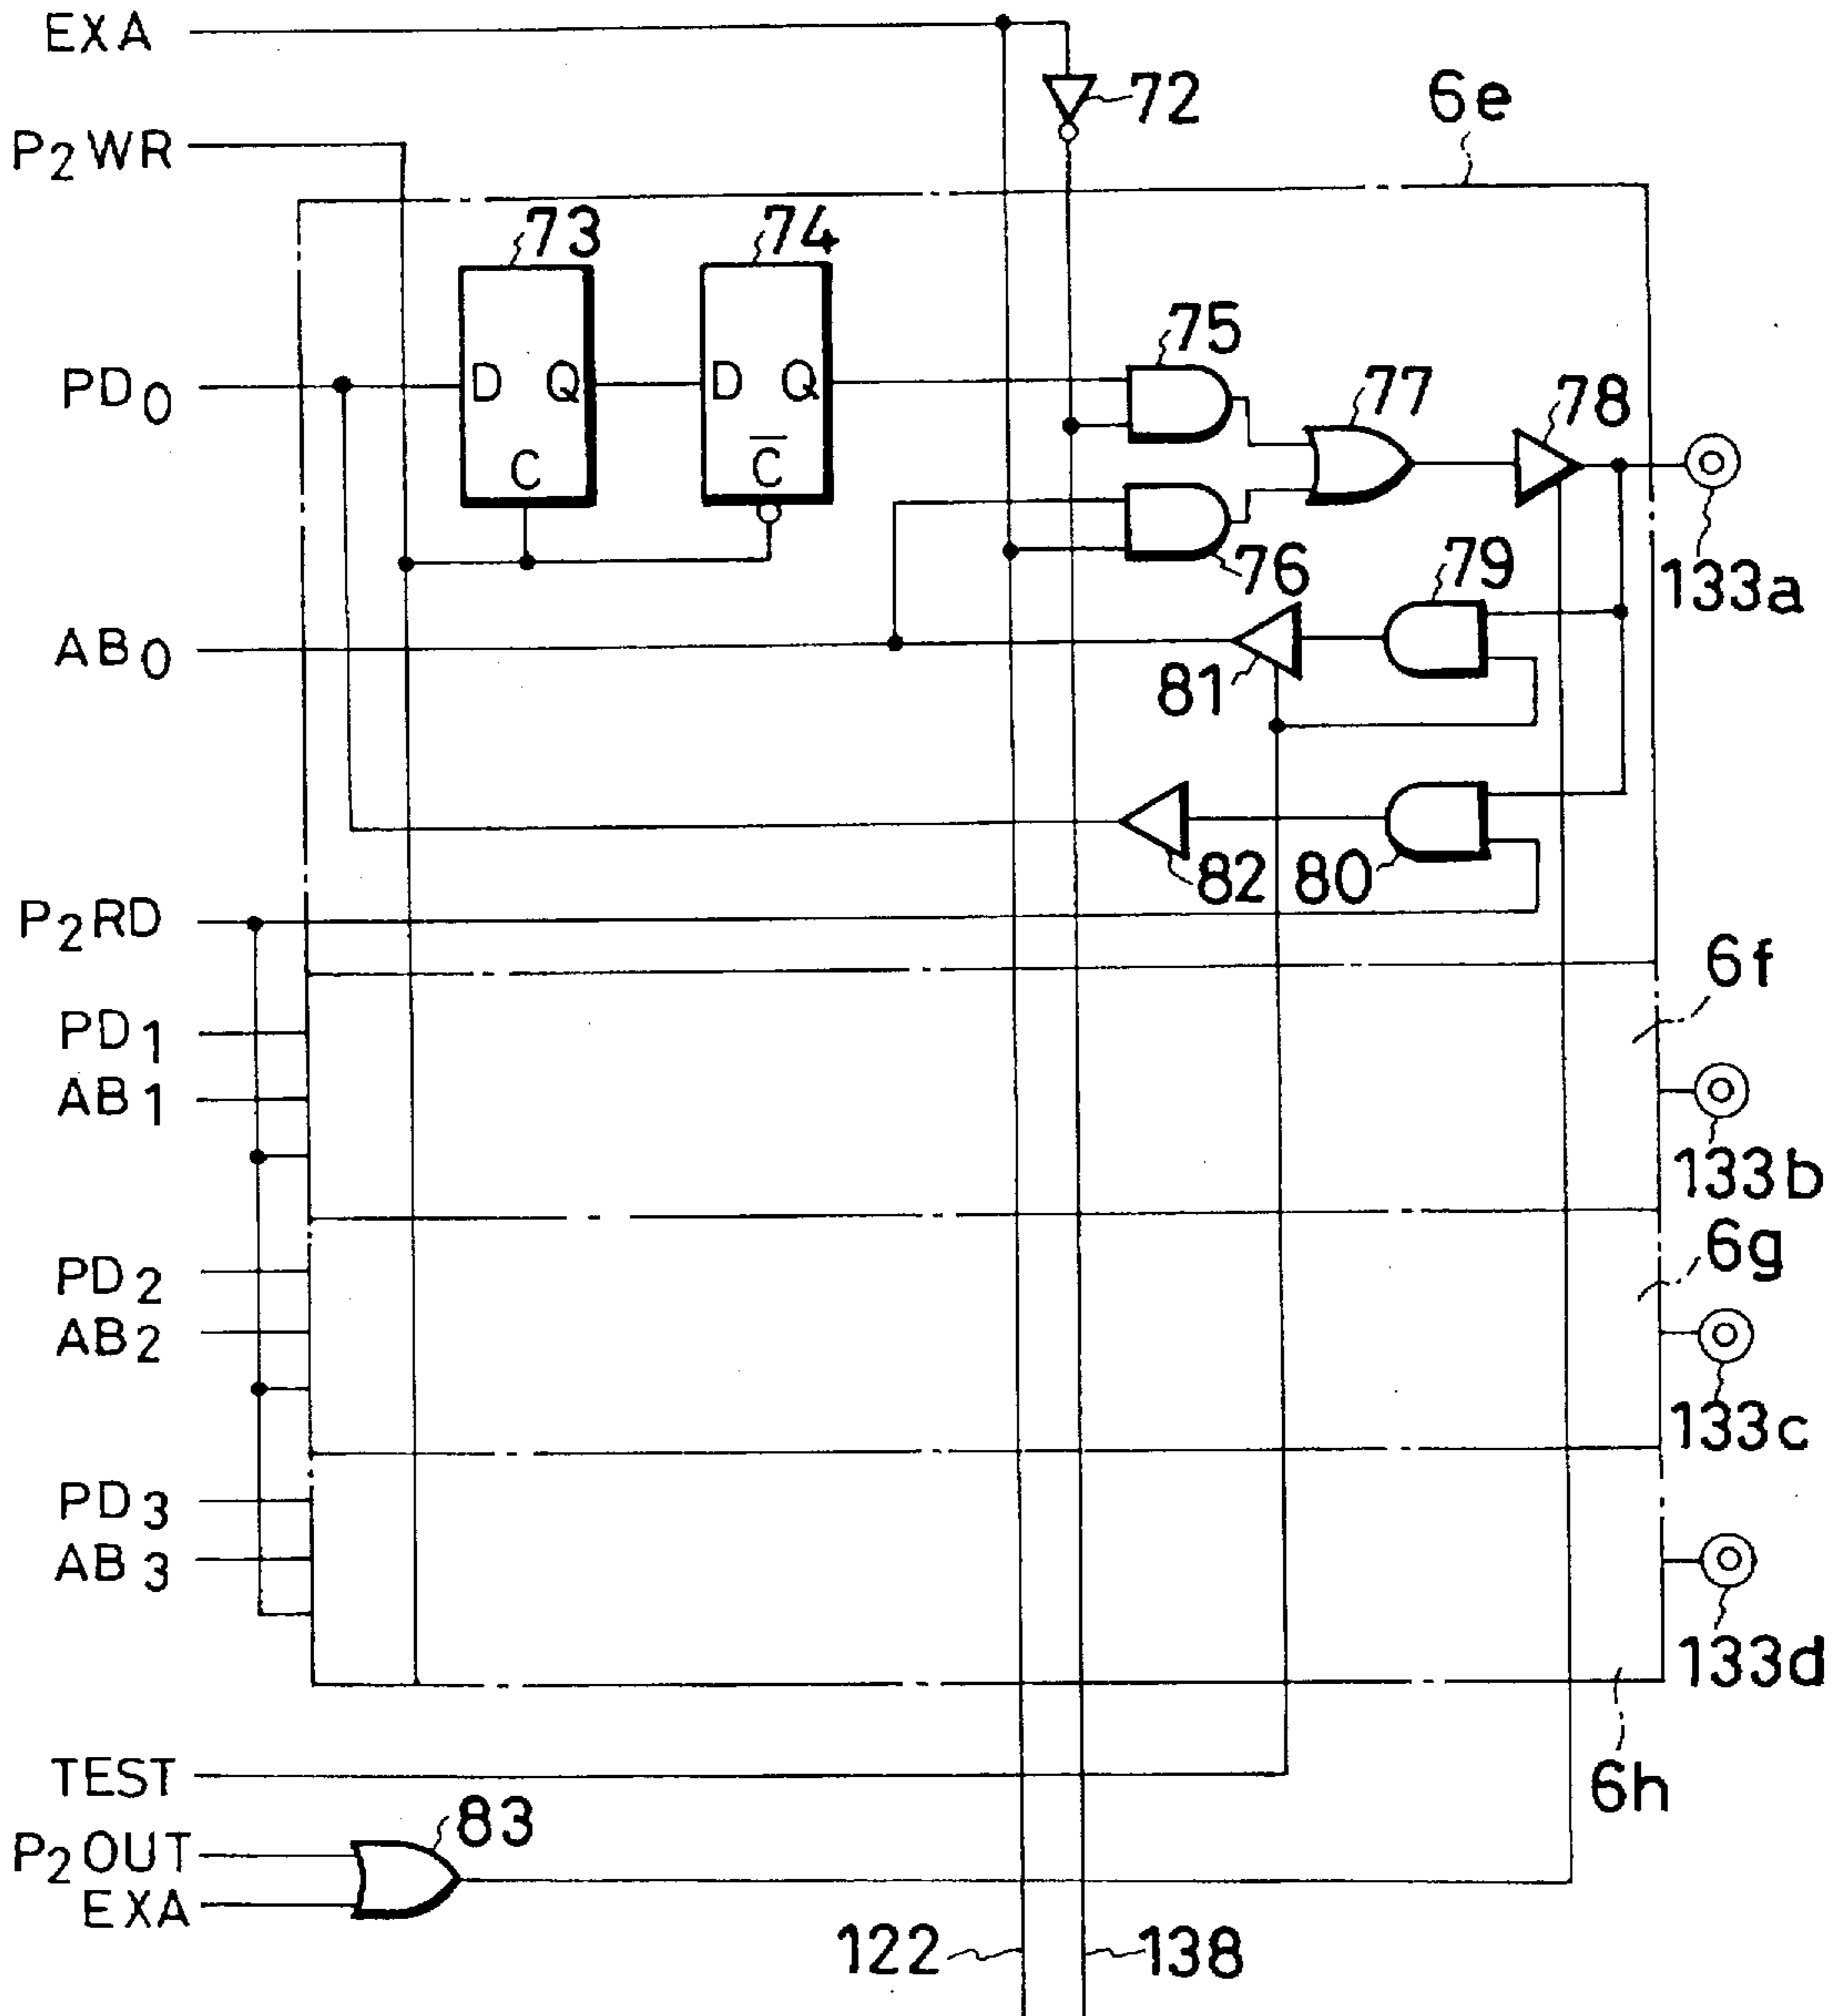 EXA
72
6e
P2WR
73
74
75
77
78
PD0
D Q
D Q
C
C̅
76
79
133a
AB0
81
82
80
P2RD
6f
PD1
AB1
133b
6g
PD2
AB2
133c
PD3
AB3
133d
TEST
6h
83
P2OUT
EXA
122
138